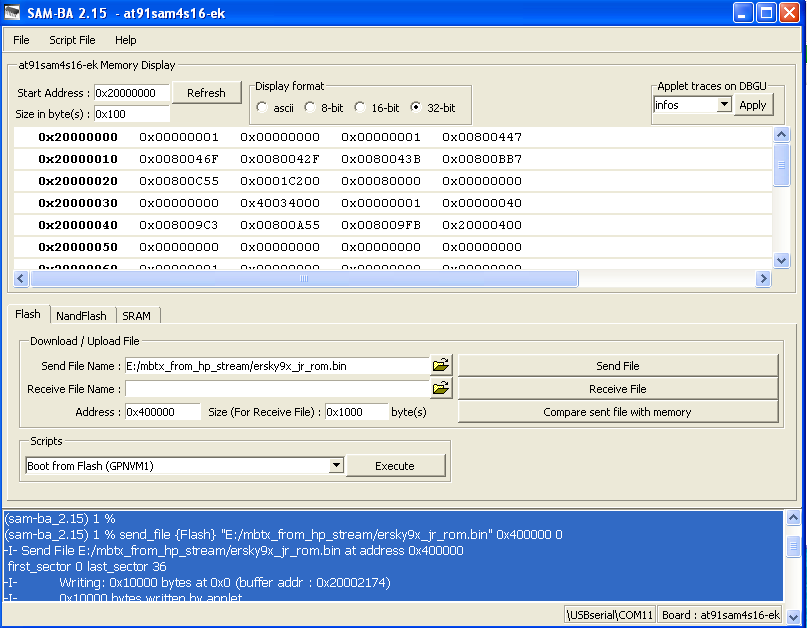 SAM-BA 2.15 - at91sam4s16-ek
File Script File Help
at91sam4s16-ek Memory Display
Start Address : 0x20000000 Refresh
Size in byte(s) : 0x100
Display format
ascii 8-bit 16-bit 32-bit
Applet traces on DBGU
infos Apply
0x20000000 0x00000001 0x00000000 0x00000001 0x00800447
0x20000010 0x0080046F 0x0080042F 0x0080043B 0x00800BB7
0x20000020 0x00800C55 0x0001C200 0x00080000 0x00000000
0x20000030 0x00000000 0x40034000 0x00000001 0x00000040
0x20000040 0x008009C3 0x00800A55 0x008009FB 0x20000400
0x20000050 0x00000000 0x00000000 0x00000000 0x00000000
0x20000060 0x00000001 0x00000000 0x00000000 0x00000000
Flash NandFlash SRAM
Download / Upload File
Send File Name : E:/mbtx_from_hp_stream/ersky9x_jr_rom.bin Send File
Receive File Name : Receive File
Address : 0x400000 Size (For Receive File) : 0x1000 byte(s) Compare sent file with memory
Scripts
Boot from Flash (GPNVM1) Execute
(sam-ba_2.15) 1 %
(sam-ba_2.15) 1 % send_file {Flash} "E:/mbtx_from_hp_stream/ersky9x_jr_rom.bin" 0x400000 0
-I- Send File E:/mbtx_from_hp_stream/ersky9x_jr_rom.bin at address 0x400000
first_sector 0 last_sector 36
-I- Writing: 0x10000 bytes at 0x0 (buffer addr : 0x20002174)
-I- 0x10000 bytes written by applet
\USBserial\COM11 Board : at91sam4s16-ek